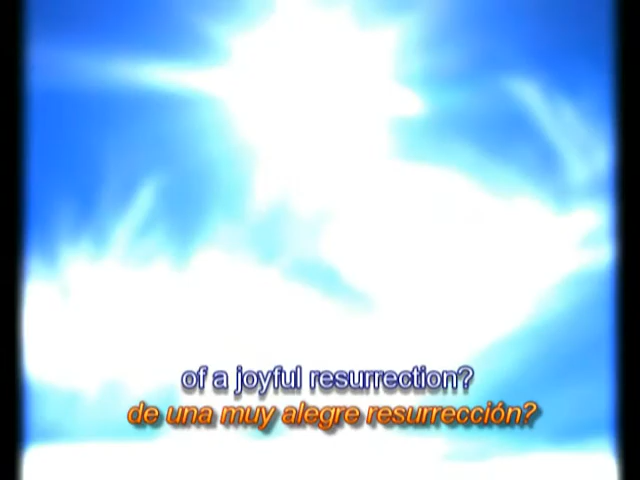 of a joyful resurrection?
de una muy alegre resurrección?